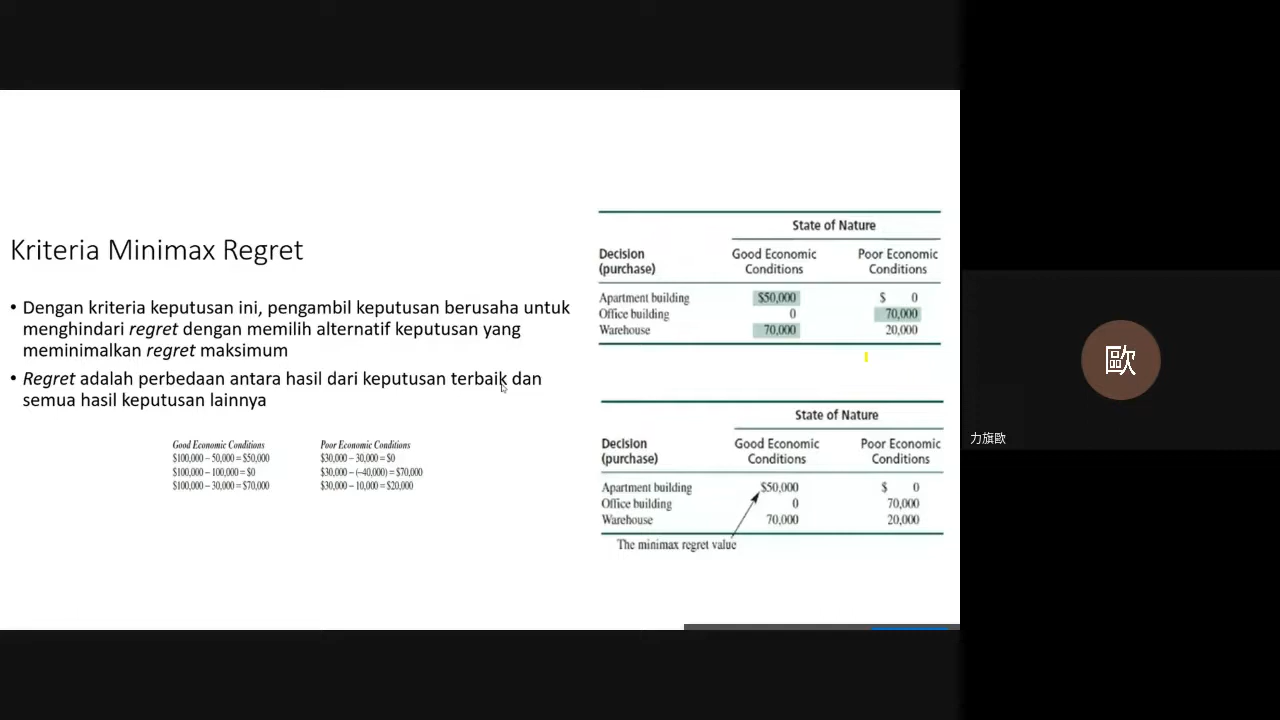 Kriteria Minimax Regret
• Dengan kriteria keputusan ini, pengambil keputusan berusaha untuk
menghindari regret dengan memilih alternatif keputusan yang
meminimalkan regret maksimum
• Regret adalah perbedaan antara hasil dari keputusan terbaik dan
semua hasil keputusan lainnya
Good Economic Conditions Poor Economic Conditions
$100,000 – 50,000 = $50,000 $30,000 – 30,000 = $0
$100,000 – 100,000 = $0 $30,000 – (–40,000) = $70,000
$100,000 – 30,000 = $70,000 $30,000 – 10,000 = $20,000
State of Nature
Decision Good Economic Poor Economic
(purchase) Conditions Conditions
Apartment building $50,000 $ 0
Office building 0 70,000
Warehouse 70,000 20,000
State of Nature
Decision Good Economic Poor Economic
(purchase) Conditions Conditions
Apartment building $50,000 $ 0
Office building 0 70,000
Warehouse 70,000 20,000
The minimax regret value
歐
力旗歐